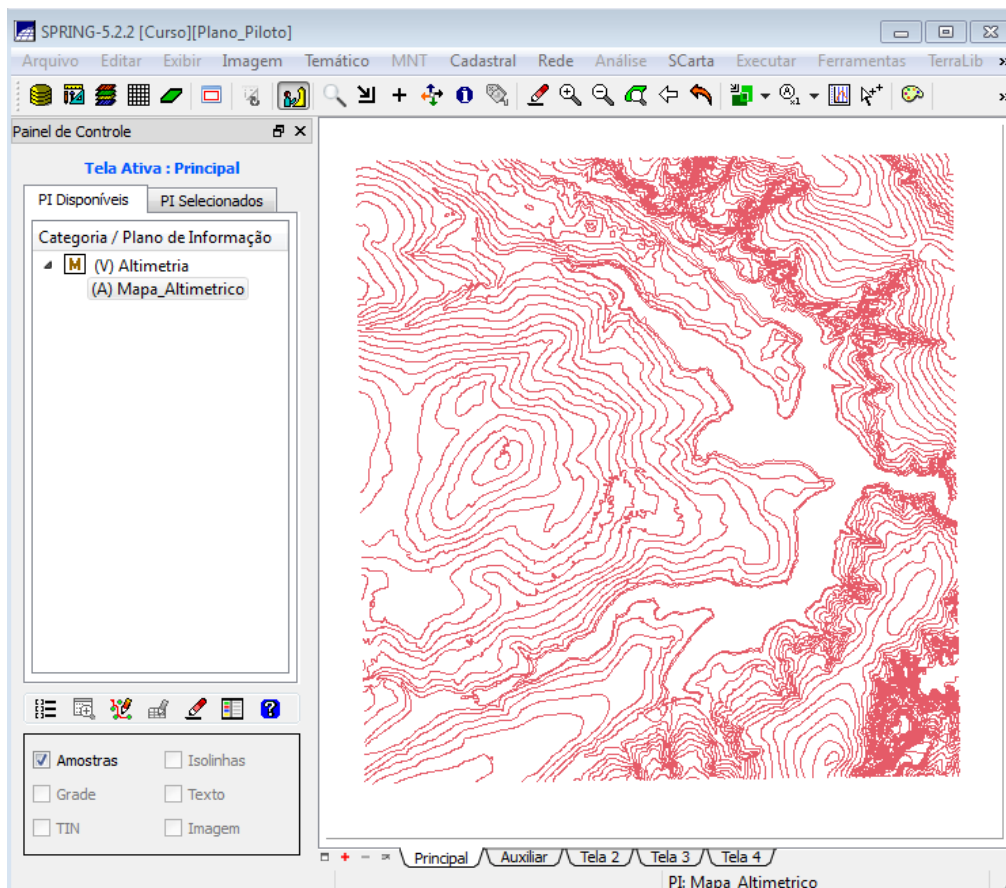 SPRING-5.2.2 [Curso][Plano_Piloto]
Arquivo Editar Exibir Imagem Temático MNT Cadastral Rede Análise SCarta Executar Ferramentas TerraLib
Painel de Controle
Tela Ativa : Principal
PI Disponíveis PI Selecionados
Categoria / Plano de Informação
M (V) Altimetria
(A) Mapa_Altimetrico
Amostras Isolinhas
Grade Texto
TIN Imagem
Principal Auxiliar Tela 2 Tela 3 Tela 4
PI: Mapa_Altimetrico